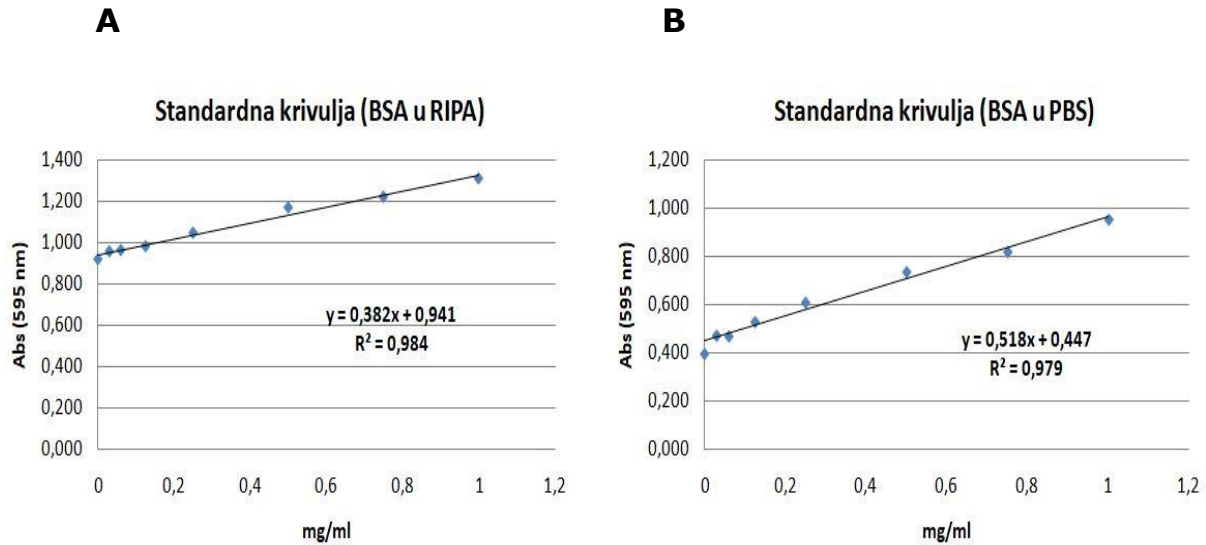 A
Standardna krivulja (BSA u RIPA)
Abs (595 nm)
1,400
1,200
1,000
0,800
0,600
0,400
0,200
0,000
y = 0,382x + 0,941
R² = 0,984
0 0,2 0,4 0,6 0,8 1 1,2
mg/ml
B
Standardna krivulja (BSA u PBS)
Abs (595 nm)
1,200
1,000
0,800
0,600
0,400
0,200
0,000
y = 0,518x + 0,447
R² = 0,979
0 0,2 0,4 0,6 0,8 1 1,2
mg/ml